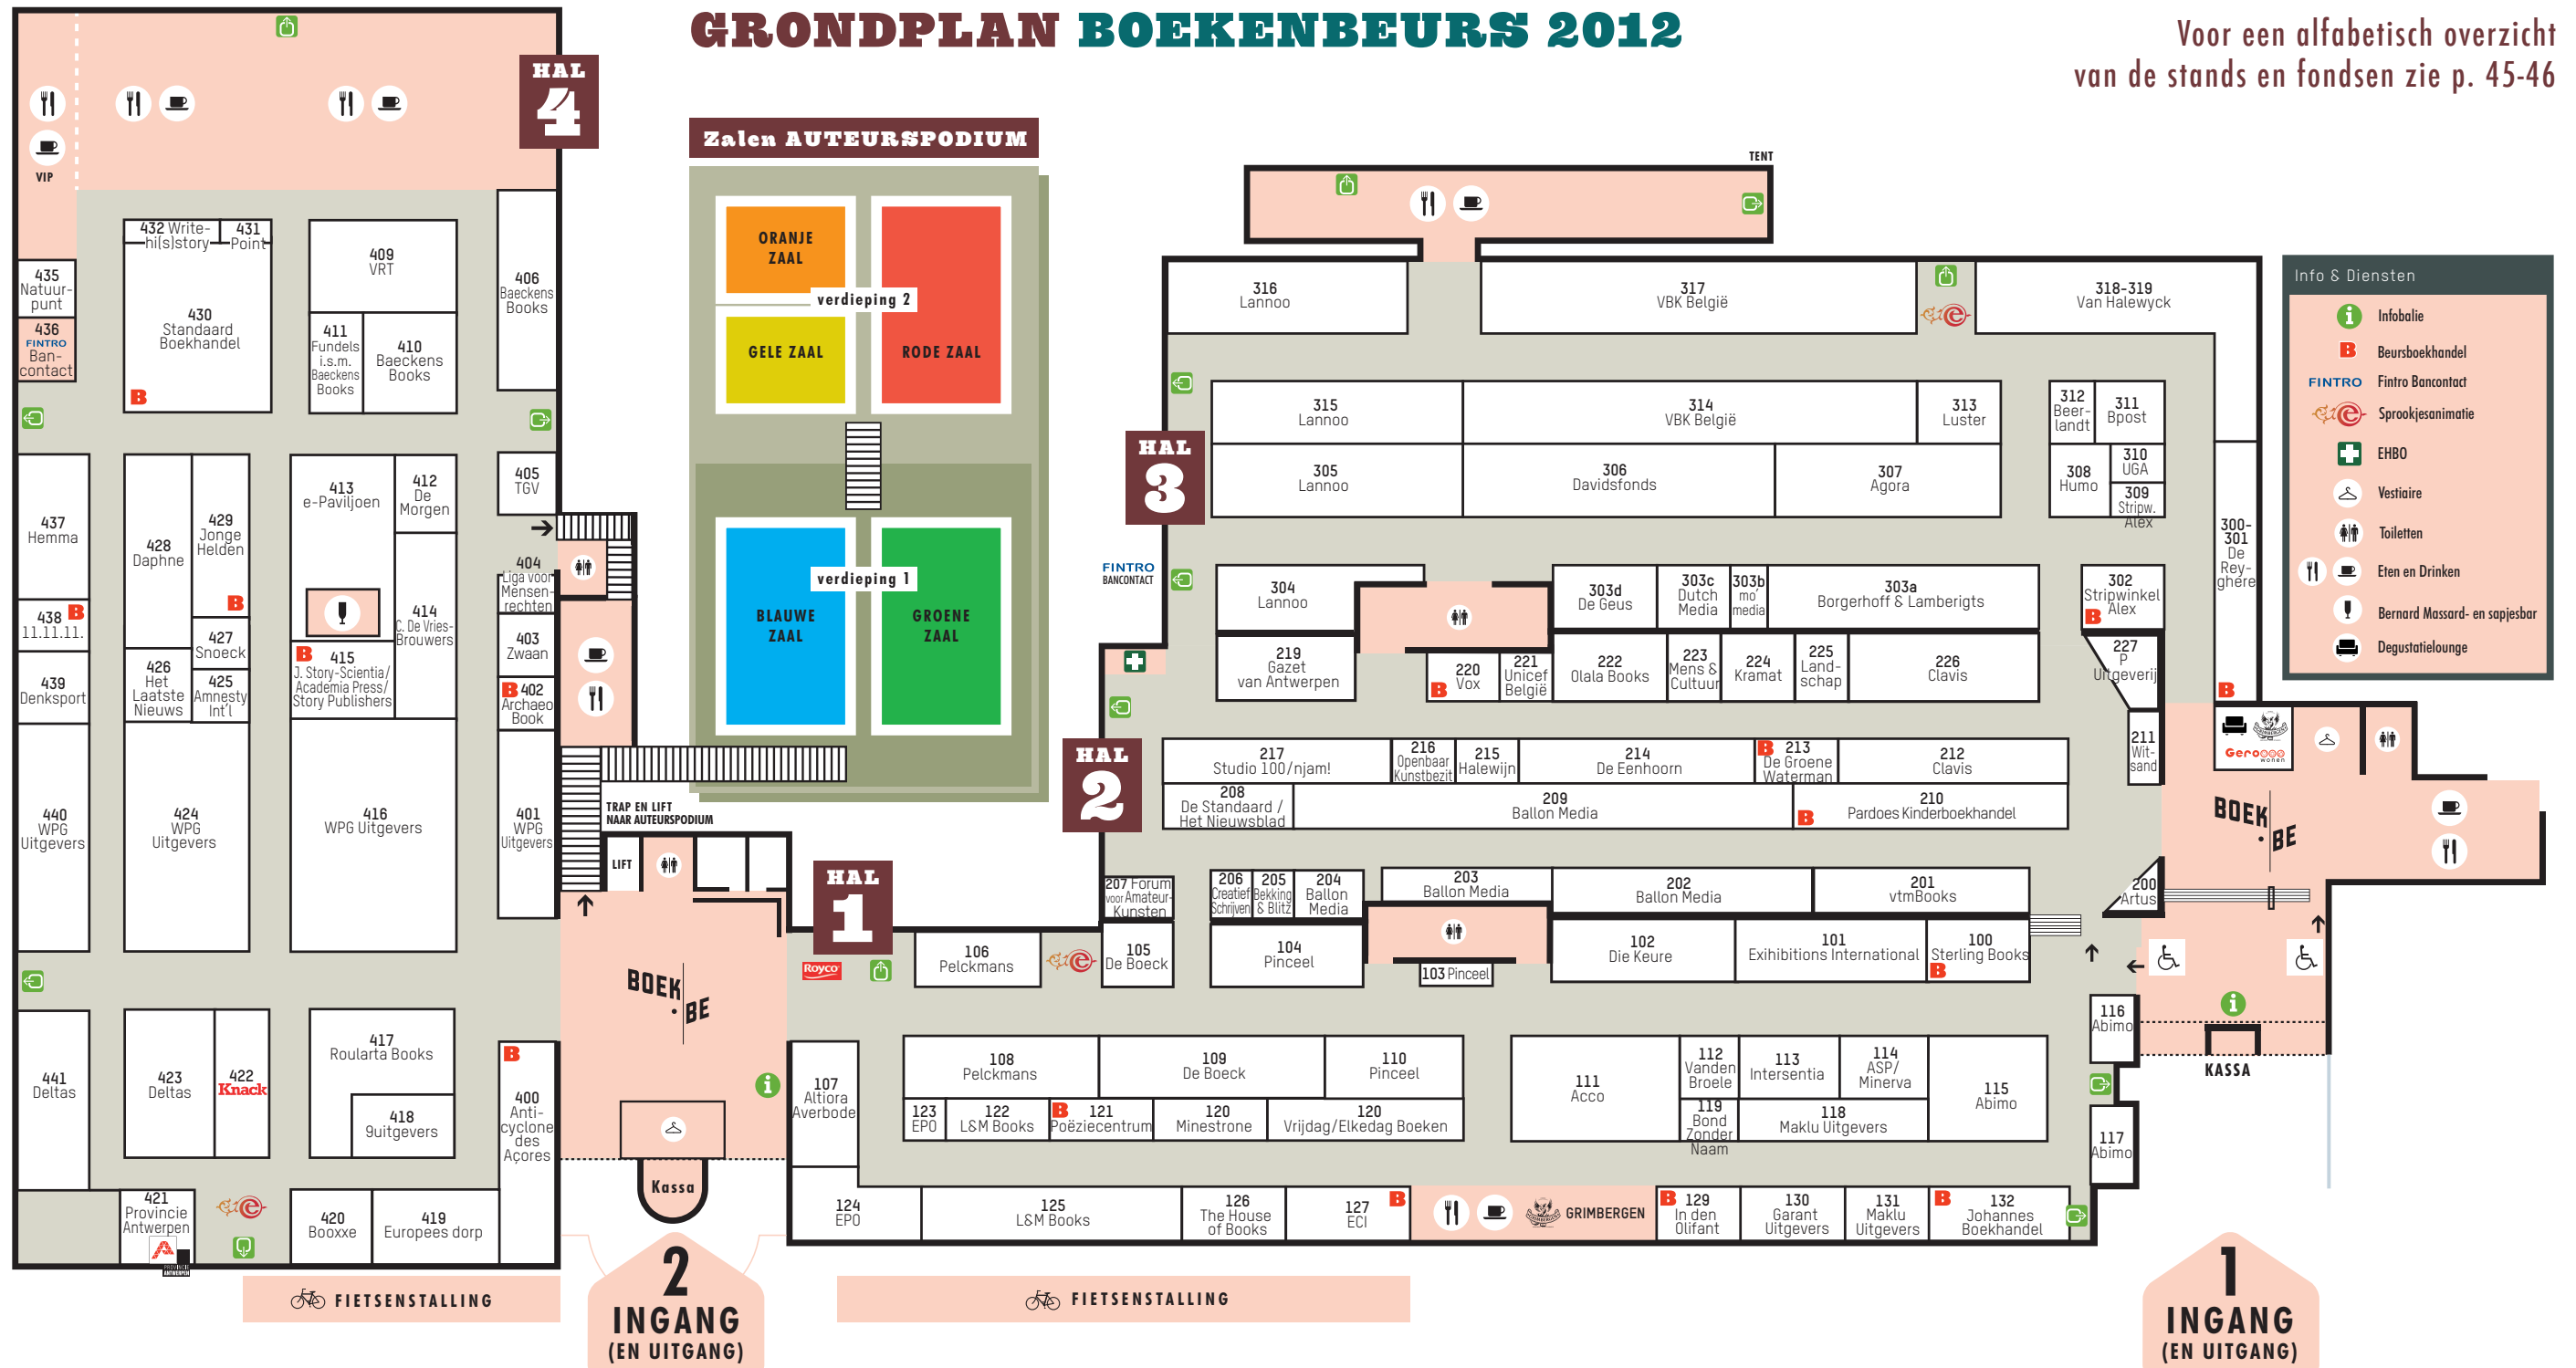 GRONDPLAN BOEKENBEURS 2012
Voor een alfabetisch overzicht
van de stands en fondsen zie p. 45-46
HAL
4
VIP
432 Write-
hi(s)story
431
Point
430
Standaard
Boekhandel
B
409
VRT
411
Fundels
i.s.m.
Baeckens
Books
410
Baeckens
Books
406
Baeckens
Books
435
Natuur-
punt
436
FINTRO
Ban-
contact
437
Hemma
438 B
11.11.11.
439
Denksport
440
WPG
Uitgevers
441
Deltas
428
Daphne
429
Jonge
Helden
B
427
Snoeck
426
Het
Laatste
Nieuws
425
Amnesty
Int'l
424
WPG
Uitgevers
413
e-Paviljoen
412
De
Morgen
414
C. De Vries-
Brouwers
B 415
J. Story-Scientia/
Academia Press/
Story Publishers
416
WPG Uitgevers
405
TGV
404
Liga voor
Mensen-
rechten
403
Zwaan
B 402
Archaeo
Book
401
WPG
Uitgevers
423
Deltas
422
Knack
417
Roularta Books
418
9uitgevers
B
400
Anti-
cyclone
des
Açores
421
Provincie
Antwerpen
A
PROVINCIE
ANTWERPEN
e
420
Booxxe
419
Europees dorp
FIETSENSTALLING
Zalen AUTEURSPODIUM
ORANJE
ZAAL
verdieping 2
GELE ZAAL
RODE ZAAL
verdieping 1
BLAUWE
ZAAL
GROENE
ZAAL
TRAP EN LIFT
NAAR AUTEURSPODIUM
LIFT
BOEK
.BE
i
Kassa
2
INGANG
(EN UITGANG)
HAL
1
Royco
106
Pelckmans
e
105
De Boeck
104
Pinceel
103 Pinceel
102
Die Keure
101
Exihibitions International
100
Sterling Books
B
107
Altiora
Averbode
108
Pelckmans
109
De Boeck
110
Pinceel
123
EPO
122
L&M Books
B 121
Poëziecentrum
120
Minestrone
120
Vrijdag/Elkedag Boeken
111
Acco
112
Vanden
Broele
113
Intersentia
114
ASP/
Minerva
115
Abimo
119
Bond
Zonder
Naam
118
Maklu Uitgevers
116
Abimo
117
Abimo
124
EPO
125
L&M Books
126
The House
of Books
127
ECI
B
GRIMBERGEN
B 129
In den
Olifant
130
Garant
Uitgevers
131
Maklu
Uitgevers
B 132
Johannes
Boekhandel
FIETSENSTALLING
TENT
HAL
3
316
Lannoo
317
VBK België
e
318-319
Van Halewyck
315
Lannoo
314
VBK België
313
Luster
312
Beer-
landt
311
Bpost
305
Lannoo
306
Davidsfonds
307
Agora
308
Humo
310
UGA
309
Stripw.
Alex
300-
301
De
Rey-
ghere
B
FINTRO
BANCONTACT
304
Lannoo
303d
De Geus
303c
Dutch
Media
303b
mo'
media
303a
Borgerhoff & Lamberigts
302
Stripwinkel
B Alex
HAL
2
219
Gazet
van Antwerpen
220
B Vox
221
Unicef
België
222
Olala Books
223
Mens &
Cultuur
224
Kramat
225
Land-
schap
226
Clavis
227
P
Uitgeverij
217
Studio 100/njam!
216
Openbaar
Kunstbezit
215
Halewijn
214
De Eenhoorn
B 213
De Groene
Waterman
212
Clavis
211
Wit-
sand
208
De Standaard /
Het Nieuwsblad
209
Ballon Media
210
B Pardoes Kinderboekhandel
207 Forum
voor Amateur-
Kunsten
206
Creatief
Schrijven
205
Bekking
& Blitz
204
Ballon
Media
203
Ballon Media
202
Ballon Media
201
vtmBooks
200
Artus
Gero
wonen
BOEK
.BE
i
KASSA
1
INGANG
(EN UITGANG)
Info & Diensten
i Infobalie
B Beursboekhandel
FINTRO Fintro Bancontact
e Sprookjesanimatie
EHBO
Vestiaire
Toiletten
Eten en Drinken
Bernard Massard- en sapjesbar
Degustatielounge